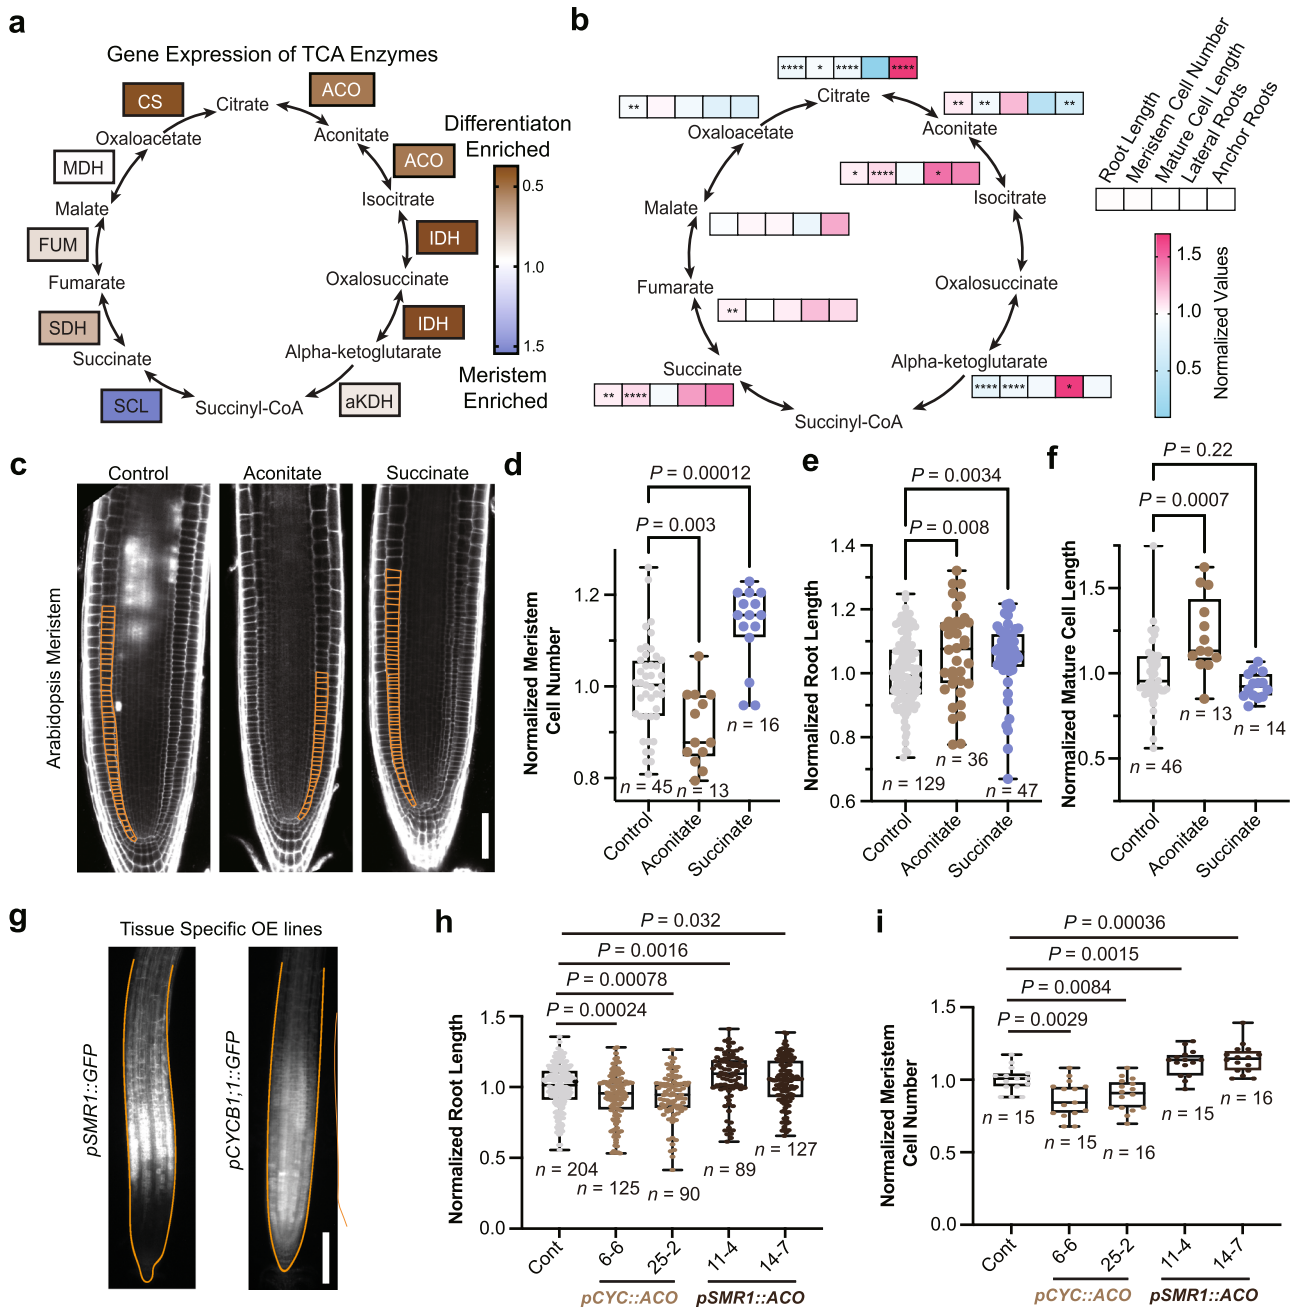 a
Gene Expression of TCA Enzymes
CS
Citrate
ACO
Oxaloacetate
Aconitate
MDH
ACO
Malate
Isocitrate
FUM
IDH
Fumarate
Oxalosuccinate
SDH
IDH
Succinate
Alpha-ketoglutarate
SCL
Succinyl-CoA
aKDH
Differentiaton
Enriched
0.5
1.0
1.5
Meristem
Enriched
b
**** * **** ****
Citrate
**
Oxaloacetate
** ** **
Aconitate
* **** *
Isocitrate
Malate
Fumarate
Oxalosuccinate
**
Succinate
Alpha-ketoglutarate
** ****
**** **** *
Succinyl-CoA
Root Length
Meristem Cell Number
Mature Cell Length
Lateral Roots
Anchor Roots
1.5
1.0
0.5
Normalized Values
c
Control
Aconitate
Succinate
Arabidopsis Meristem
d
P = 0.00012
P = 0.003
Normalized Meristem
Cell Number
1.2
1.0
0.8
n = 45
n = 13
n = 16
Control
Aconitate
Succinate
e
P = 0.0034
P = 0.008
Normalized Root Length
1.4
1.2
1.0
0.8
0.6
n = 129
n = 36
n = 47
Control
Aconitate
Succinate
f
P = 0.22
P = 0.0007
Normalized Mature Cell Length
1.5
1.0
0.5
n = 46
n = 13
n = 14
Control
Aconitate
Succinate
g
Tissue Specific OE lines
pSMR1::GFP
pCYCB1;1::GFP
h
P = 0.032
P = 0.0016
P = 0.00078
P = 0.00024
Normalized Root Length
1.5
1.0
0.5
0.0
n = 204
n = 125
n = 90
n = 89
n = 127
Cont
6-6
25-2
11-4
14-7
pCYC::ACO
pSMR1::ACO
i
P = 0.00036
P = 0.0015
P = 0.0084
P = 0.0029
Normalized Meristem
Cell Number
1.5
1.0
0.5
0.0
n = 15
n = 15
n = 16
n = 15
n = 16
Cont
6-6
25-2
11-4
14-7
pCYC::ACO
pSMR1::ACO